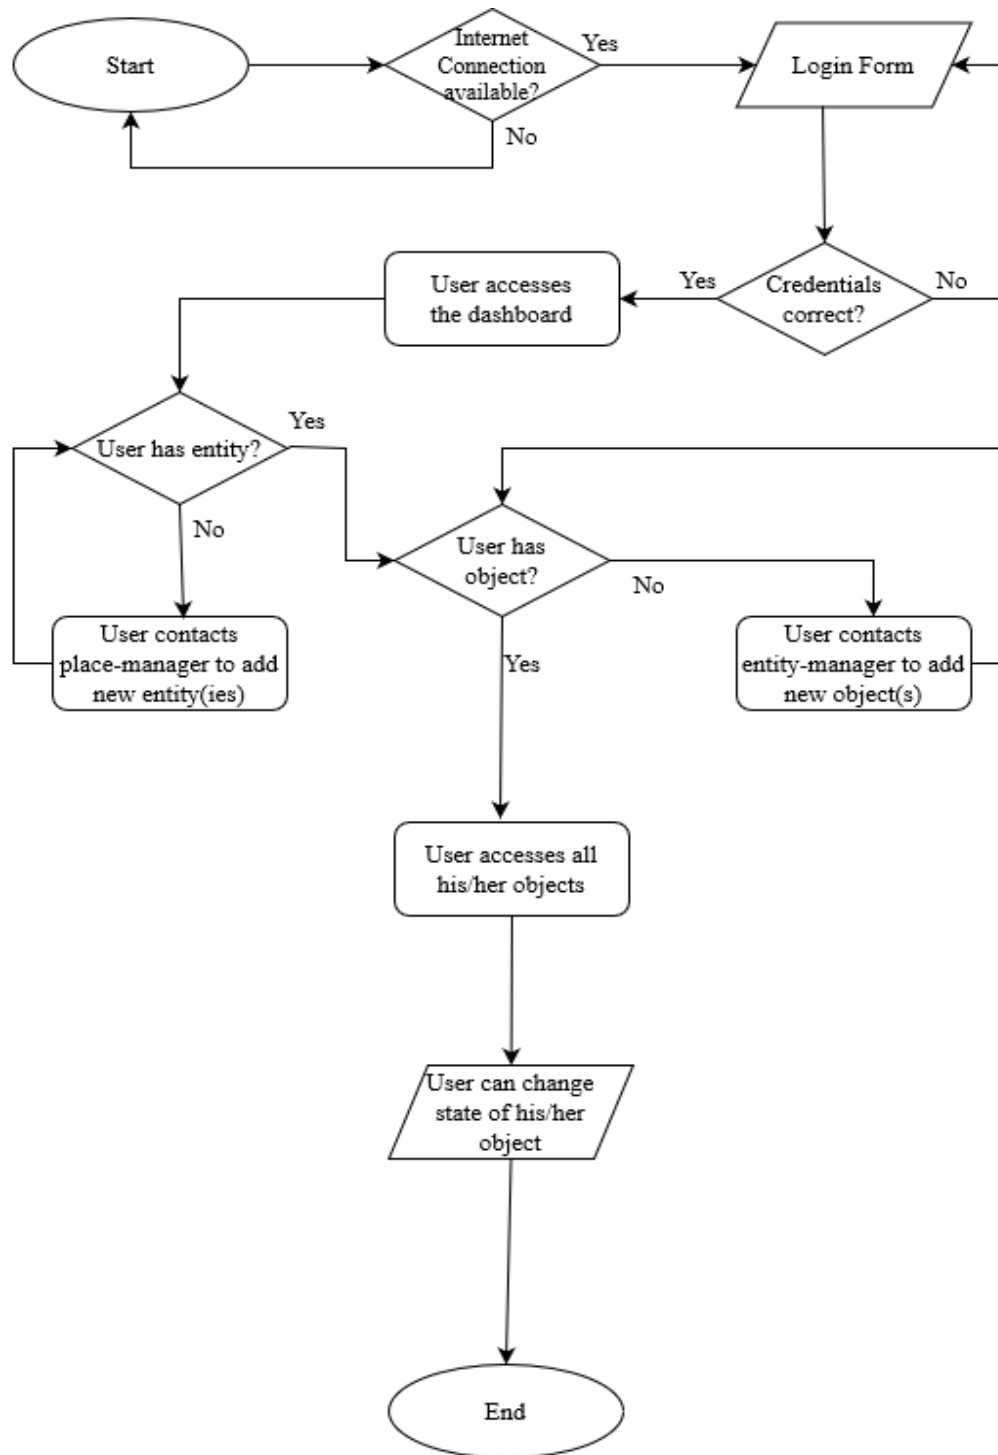 Start
Internet
Connection
available?
Yes
Login Form
No
User accesses
the dashboard
Yes
Credentials
correct?
No
User has entity?
Yes
No
User has
object?
No
User contacts
place-manager to add
new entity(ies)
Yes
User contacts
entity-manager to add
new object(s)
User accesses all
his/her objects
User can change
state of his/her
object
End